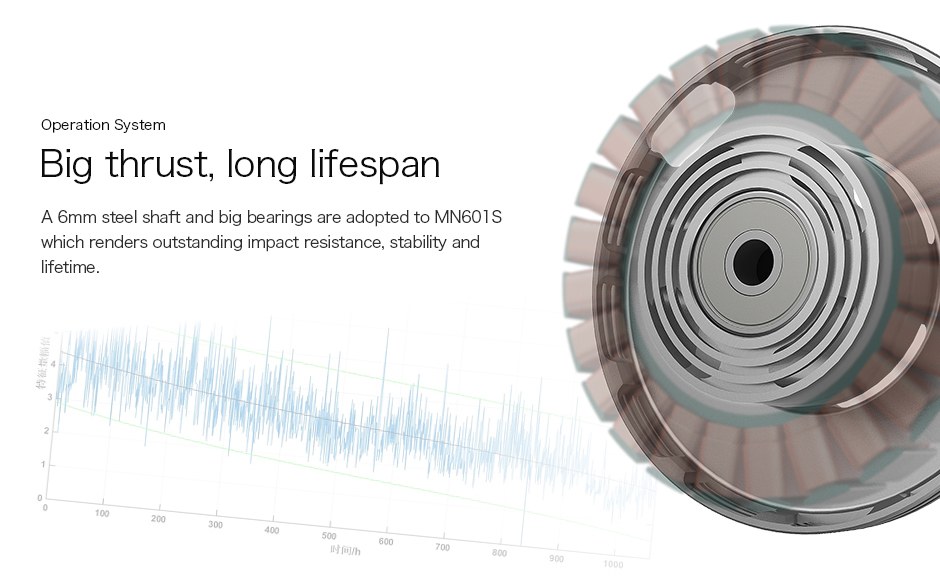 Operation System
Big thrust, long lifespan
A 6mm steel shaft and big bearings are adopted to MN601S
which renders outstanding impact resistance, stability and
lifetime.
4
3
2
1
0
0
100
200
300
400
500
600
700
800
900
1000
时间/h